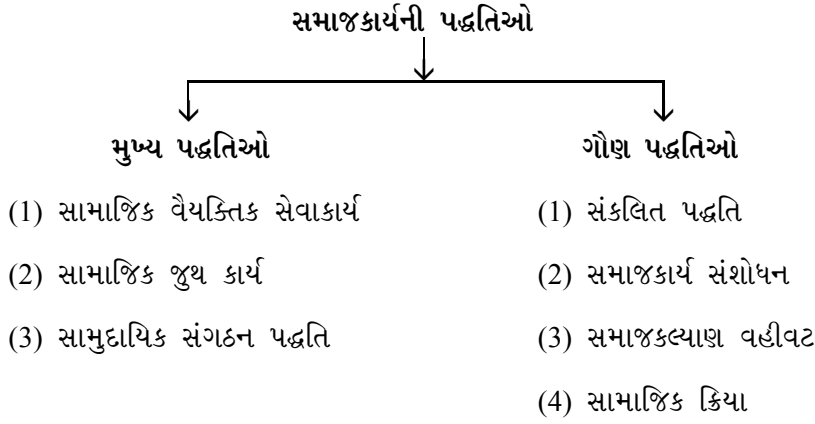 સમાજકાર્યની પદ્ધતિઓ
મુખ્ય પદ્ધતિઓ
(1) સામાજિક વૈયક્તિક સેવાકાર્ય
(2) સામાજિક જુથ કાર્ય
(3) સામુદાયિક સંગઠન પદ્ધતિ
ગૌણ પદ્ધતિઓ
(1) સંકલિત પદ્ધતિ
(2) સમાજકાર્ય સંશોધન
(3) સમાજકલ્યાણ વહીવટ
(4) સામાજિક ક્રિયા